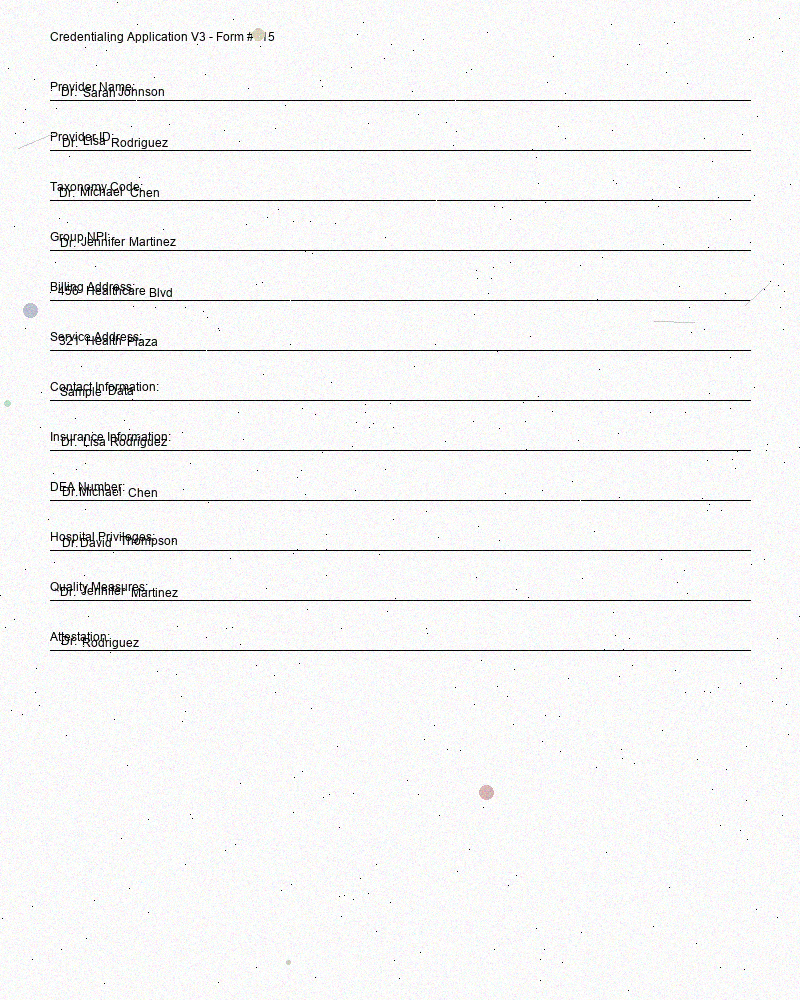 Credentialing Application V3 - Form #
Provider Name:
Dr. Sarah Johnson
Provider ID:
Dr. Lisa Rodriguez
Taxonomy Code:
Dr. Michael Chen
Group NPI:
Dr. Jennifer Martinez
Billing Address:
456 Healthcare Blvd
Service Address:
321 Health Plaza
Contact Information:
Sample Data
Insurance Information:
Dr. Lisa Rodriguez
DEA Number:
Dr. Michael Chen
Hospital Privileges:
Dr. David Thompson
Quality Measures:
Dr. Jennifer Martinez
Attestation:
Dr. Rodriguez